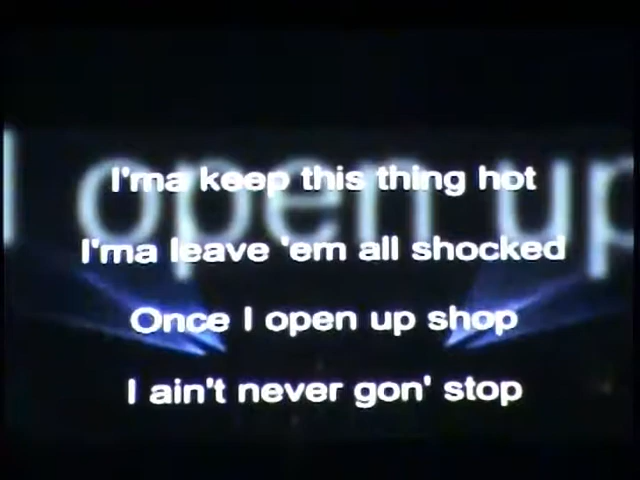 I open up
I'ma keep this thing hot
I'ma leave 'em all shocked
Once I open up shop
I ain't never gon' stop